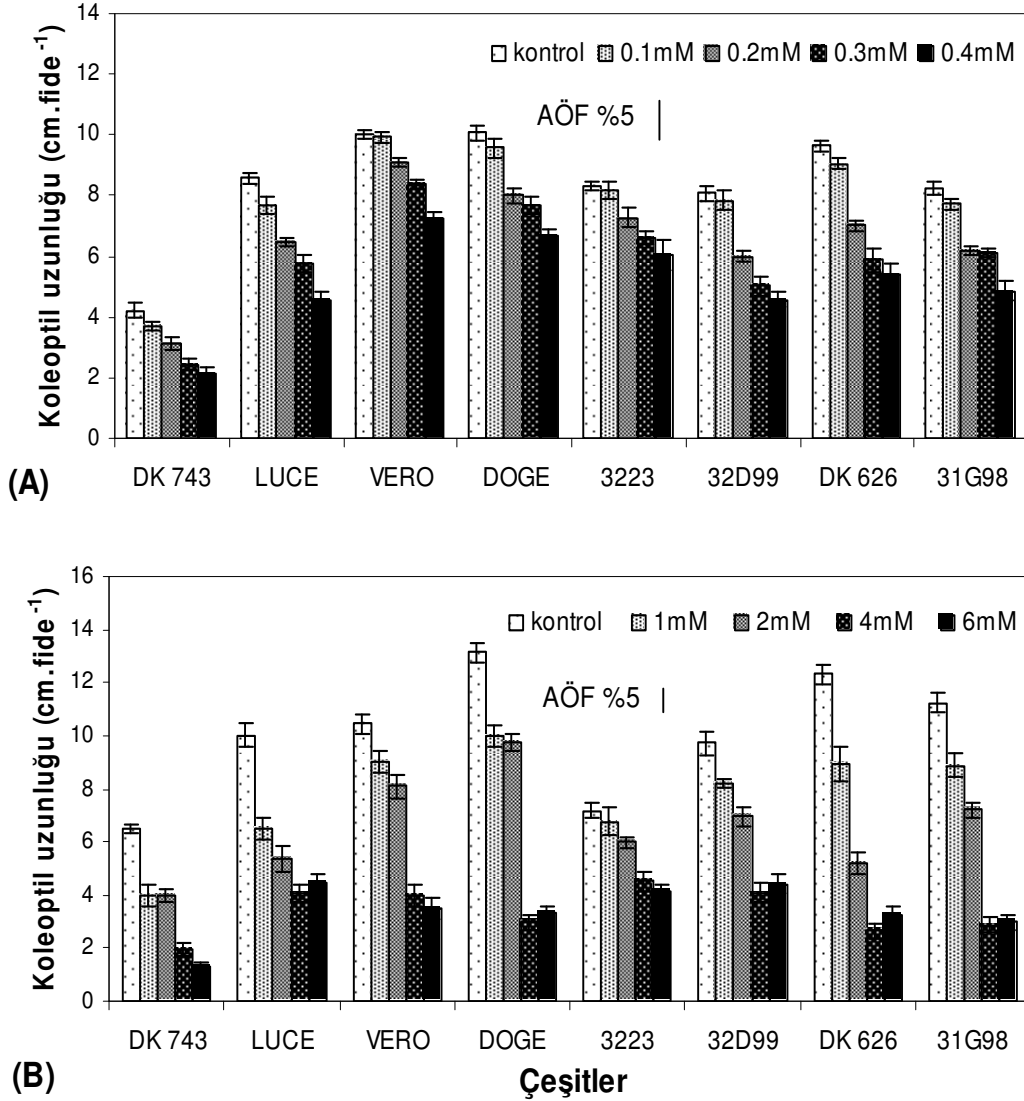 14
12
10
8
6
4
2
0
Koleoptil uzunluğu (cm.fide⁻¹)
kontrol 0.1mM 0.2mM 0.3mM 0.4mM
AÖF %5
DK 743 LUCE VERO DOGE 3223 32D99 DK 626 31G98
(A)
16
14
12
10
8
6
4
2
0
Koleoptil uzunluğu (cm.fide⁻¹)
kontrol 1mM 2mM 4mM 6mM
AÖF %5
DK 743 LUCE VERO DOGE 3223 32D99 DK 626 31G98
(B)
Çeşitler